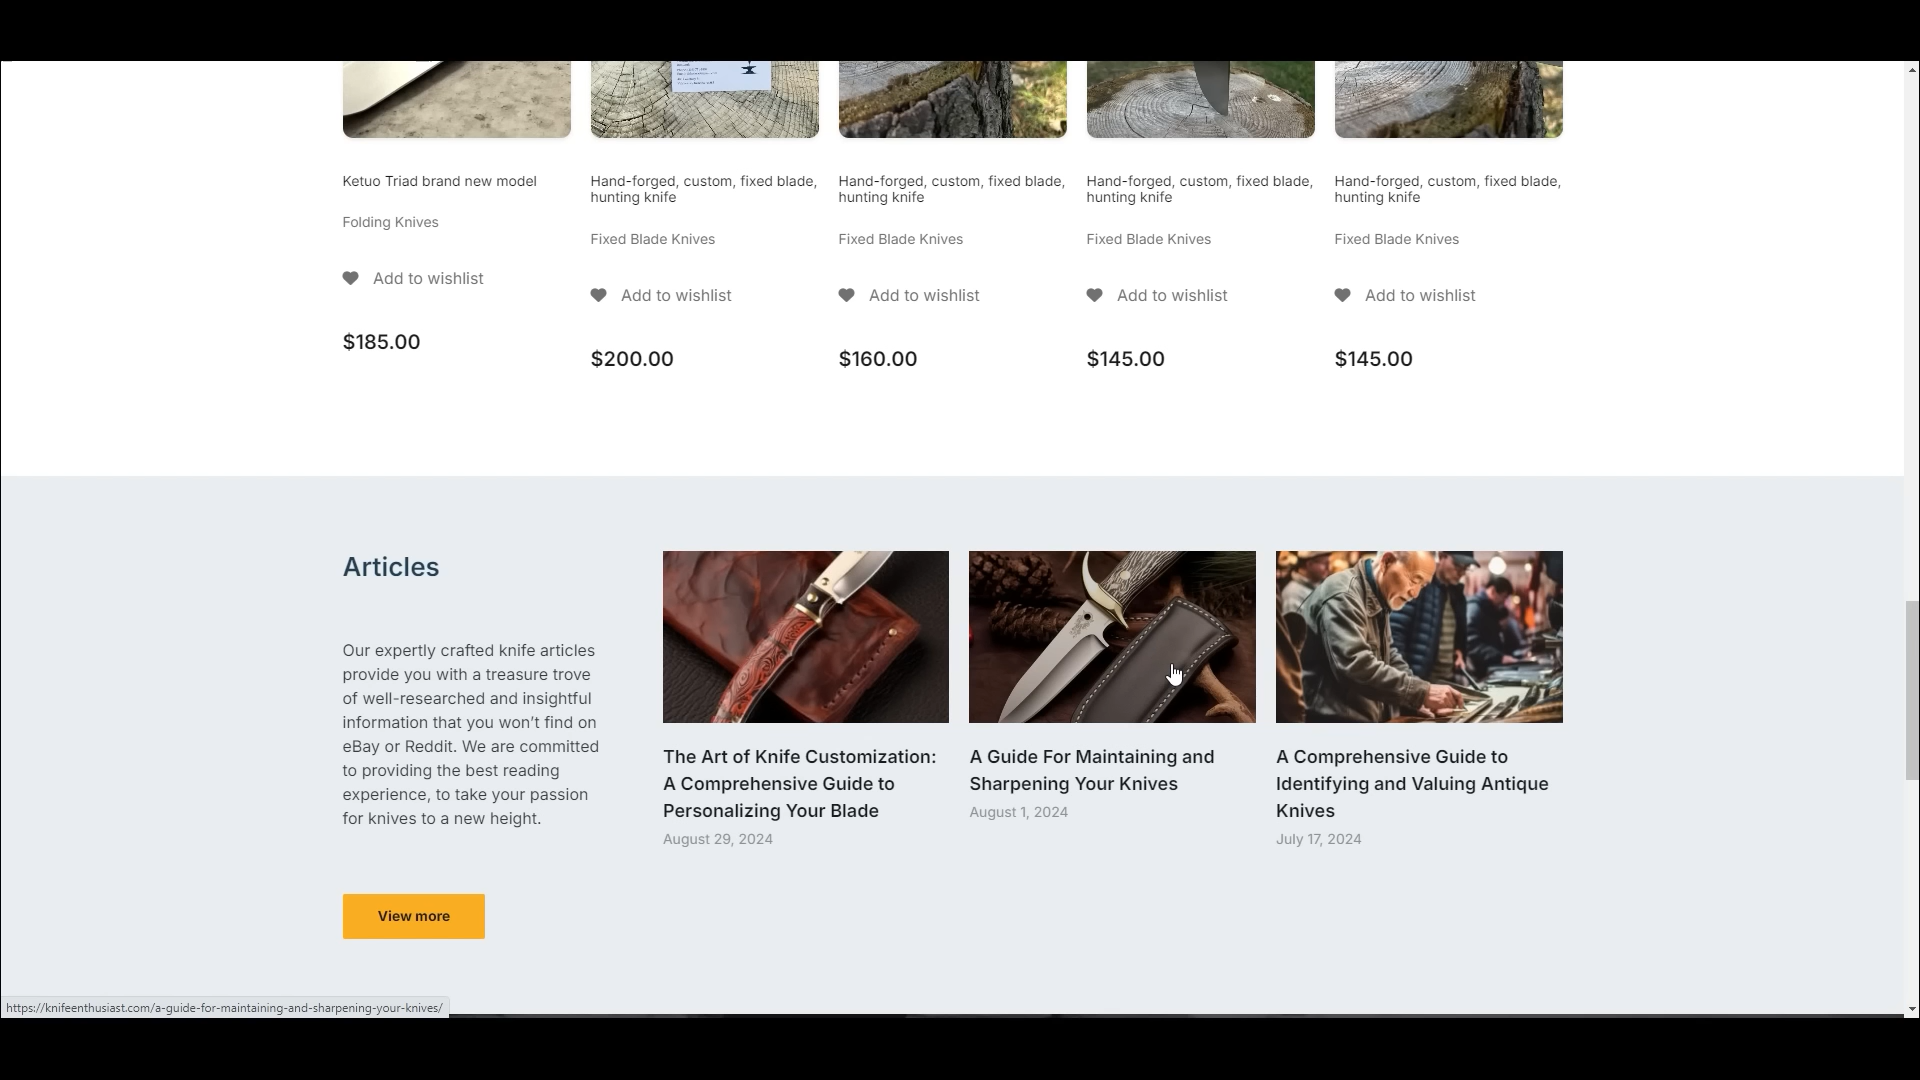 Ketuo Triad brand new model
Folding Knives
Add to wishlist
$185.00
Hand-forged, custom, fixed blade,
hunting knife
Fixed Blade Knives
Add to wishlist
$200.00
Hand-forged, custom, fixed blade,
hunting knife
Fixed Blade Knives
Add to wishlist
$160.00
Hand-forged, custom, fixed blade,
hunting knife
Fixed Blade Knives
Add to wishlist
$145.00
Hand-forged, custom, fixed blade,
hunting knife
Fixed Blade Knives
Add to wishlist
$145.00
Articles
Our expertly crafted knife articles
provide you with a treasure trove
of well-researched and insightful
information that you won’t find on
eBay or Reddit. We are committed
to providing the best reading
experience, to take your passion
for knives to a new height.
View more
The Art of Knife Customization:
A Comprehensive Guide to
Personalizing Your Blade
August 29, 2024
A Guide For Maintaining and
Sharpening Your Knives
August 1, 2024
A Comprehensive Guide to
Identifying and Valuing Antique
Knives
July 17, 2024
https://knifeenthusiast.com/a-guide-for-maintaining-and-sharpening-your-knives/